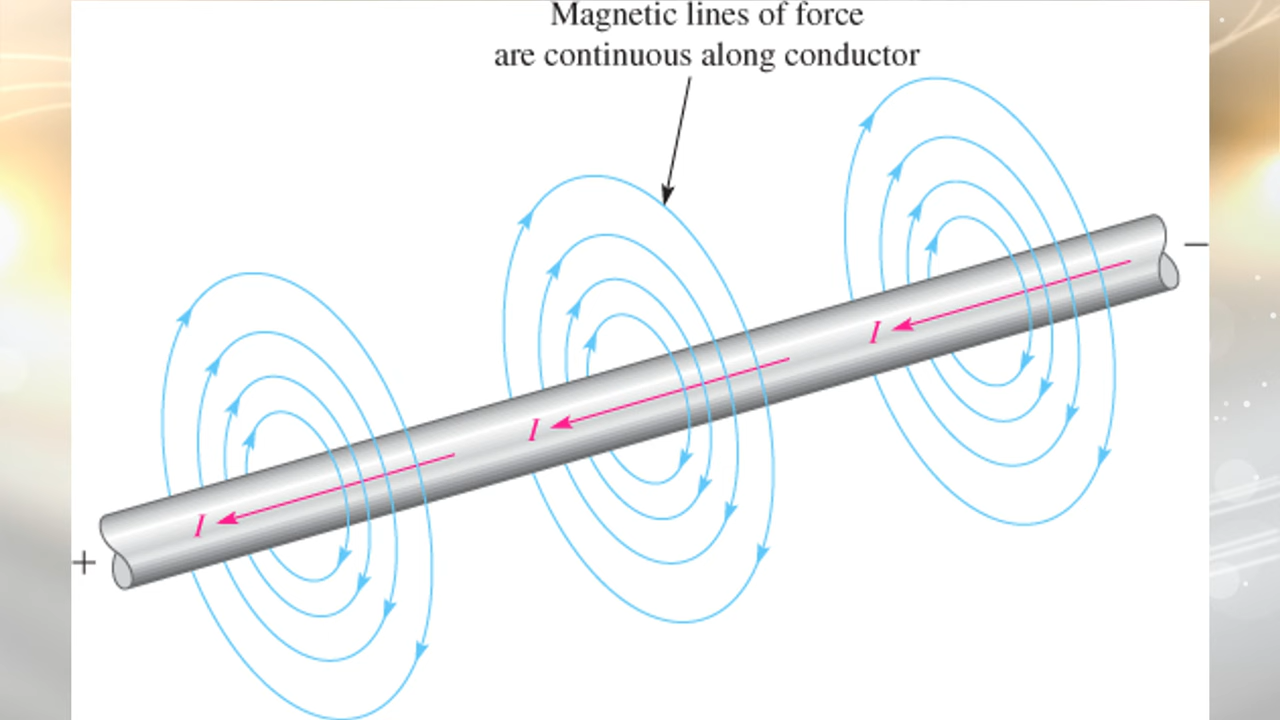 Magnetic lines of force
are continuous along conductor
−
I
I
I
+